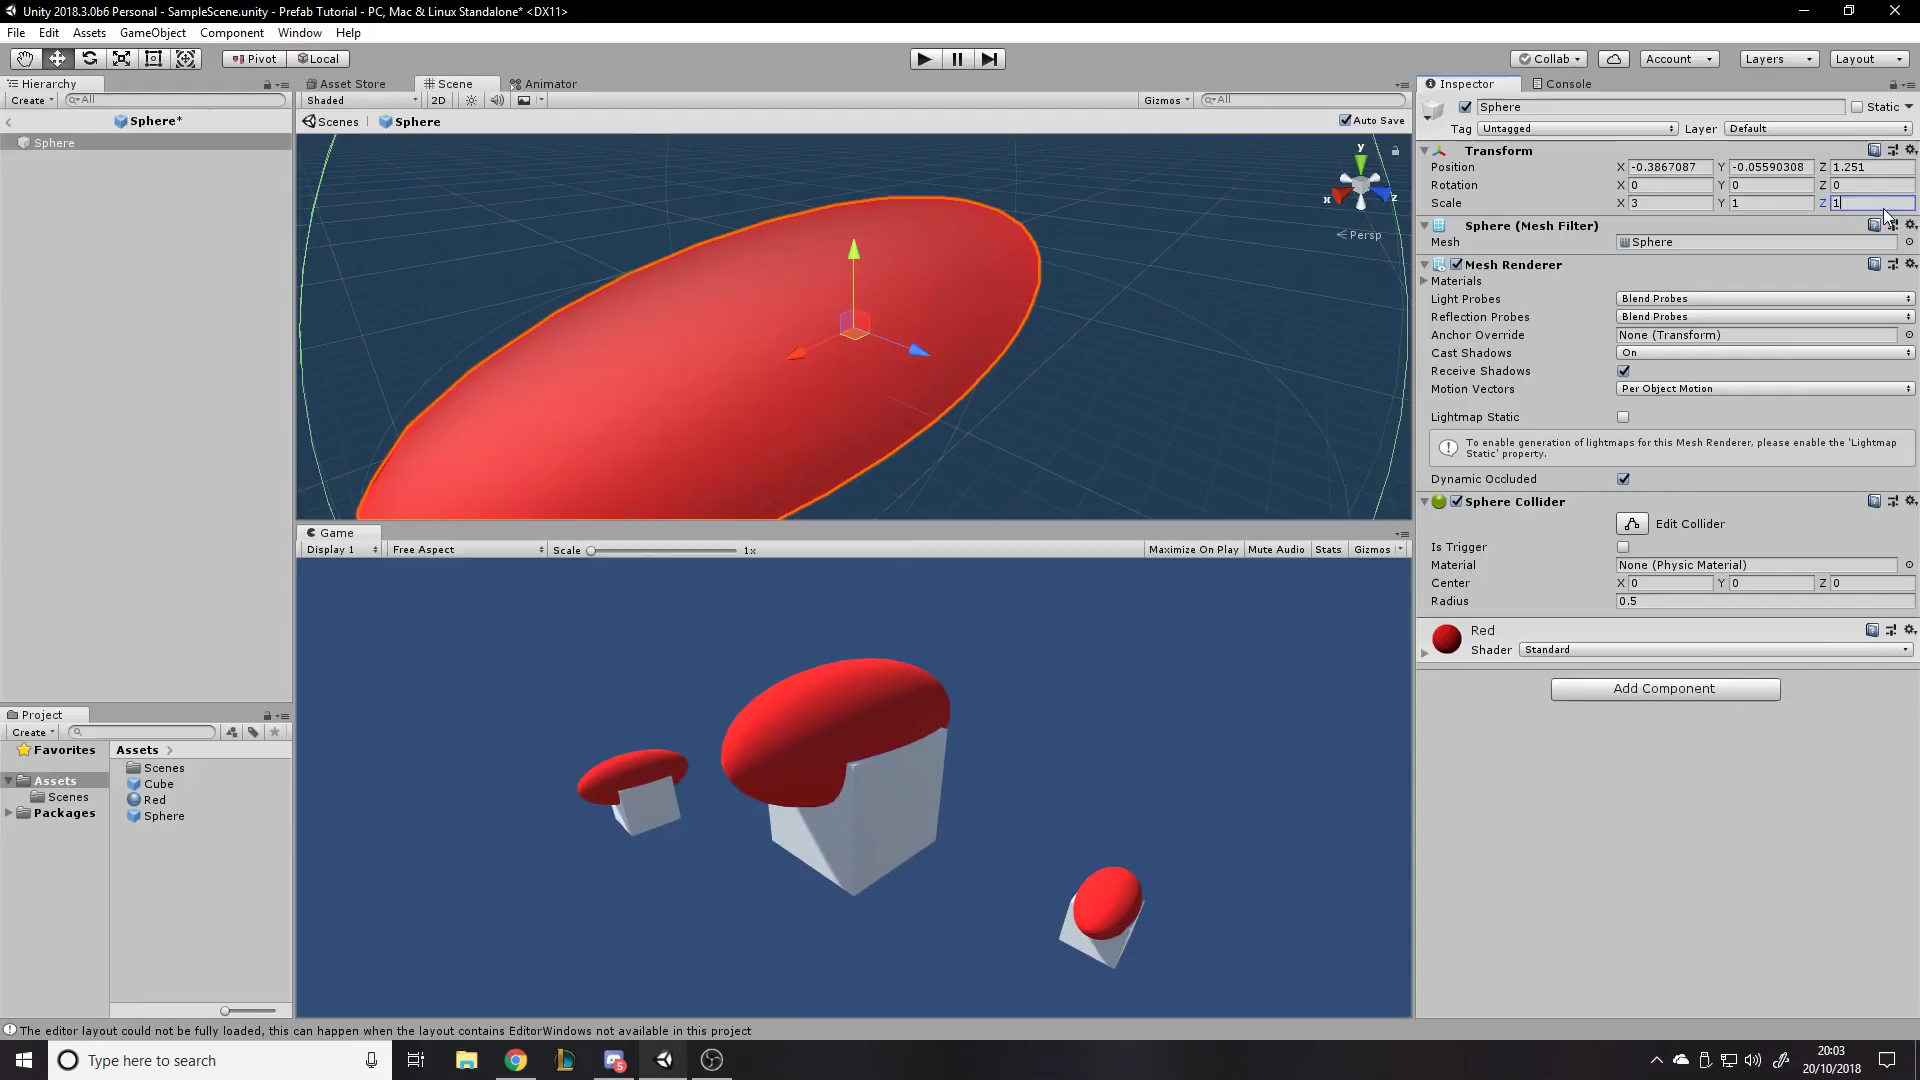 Unity 2018.3.0b6 Personal - SampleScene.unity - Prefab Tutorial - PC, Mac & Linux Standalone* <DX11>
File Edit Assets GameObject Component Window Help
Pivot Local
Collab Account Layers Layout
Hierarchy
Create All
Sphere*
Sphere
Asset Store Scene Animator
Shaded 2D Gizmos All
Scenes Sphere Auto Save
y
x z
Persp
Game
Display 1 Free Aspect Scale 1x Maximize On Play Mute Audio Stats Gizmos
Inspector Console
Sphere Static
Tag Untagged Layer Default
Transform
Position X -0.3867087 Y -0.05590308 Z 1.251
Rotation X 0 Y 0 Z 0
Scale X 3 Y 1 Z 1
Sphere (Mesh Filter)
Mesh Sphere
Mesh Renderer
Materials
Light Probes Blend Probes
Reflection Probes Blend Probes
Anchor Override None (Transform)
Cast Shadows On
Receive Shadows
Motion Vectors Per Object Motion
Lightmap Static
To enable generation of lightmaps for this Mesh Renderer, please enable the 'Lightmap
Static' property.
Dynamic Occluded
Sphere Collider
Edit Collider
Is Trigger
Material None (Physic Material)
Center X 0 Y 0 Z 0
Radius 0.5
Red
Shader Standard
Add Component
Project
Create
Favorites
Assets
Scenes
Packages
Assets
Scenes
Cube
Red
Sphere
The editor layout could not be fully loaded, this can happen when the layout contains EditorWindows not available in this project
Type here to search
5
20:03
20/10/2018